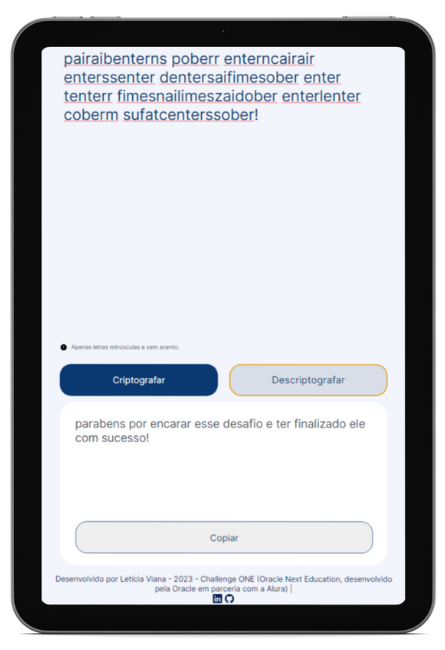 pairaibenterns poberr enterncairair
enterssenter dentersaifimesober enter
tenterr fimesnailimeszaidober enterlenter
coberm sufatcenterssober!
Apenas letras minúsculas e sem acento.
Criptografar
Descriptografar
parabens por encarar esse desafio e ter finalizado ele
com sucesso!
Copiar
Desenvolvido por Letícia Viana - 2023 - Challenge ONE (Oracle Next Education, desenvolvido
pela Oracle em parceria com a Alura) |